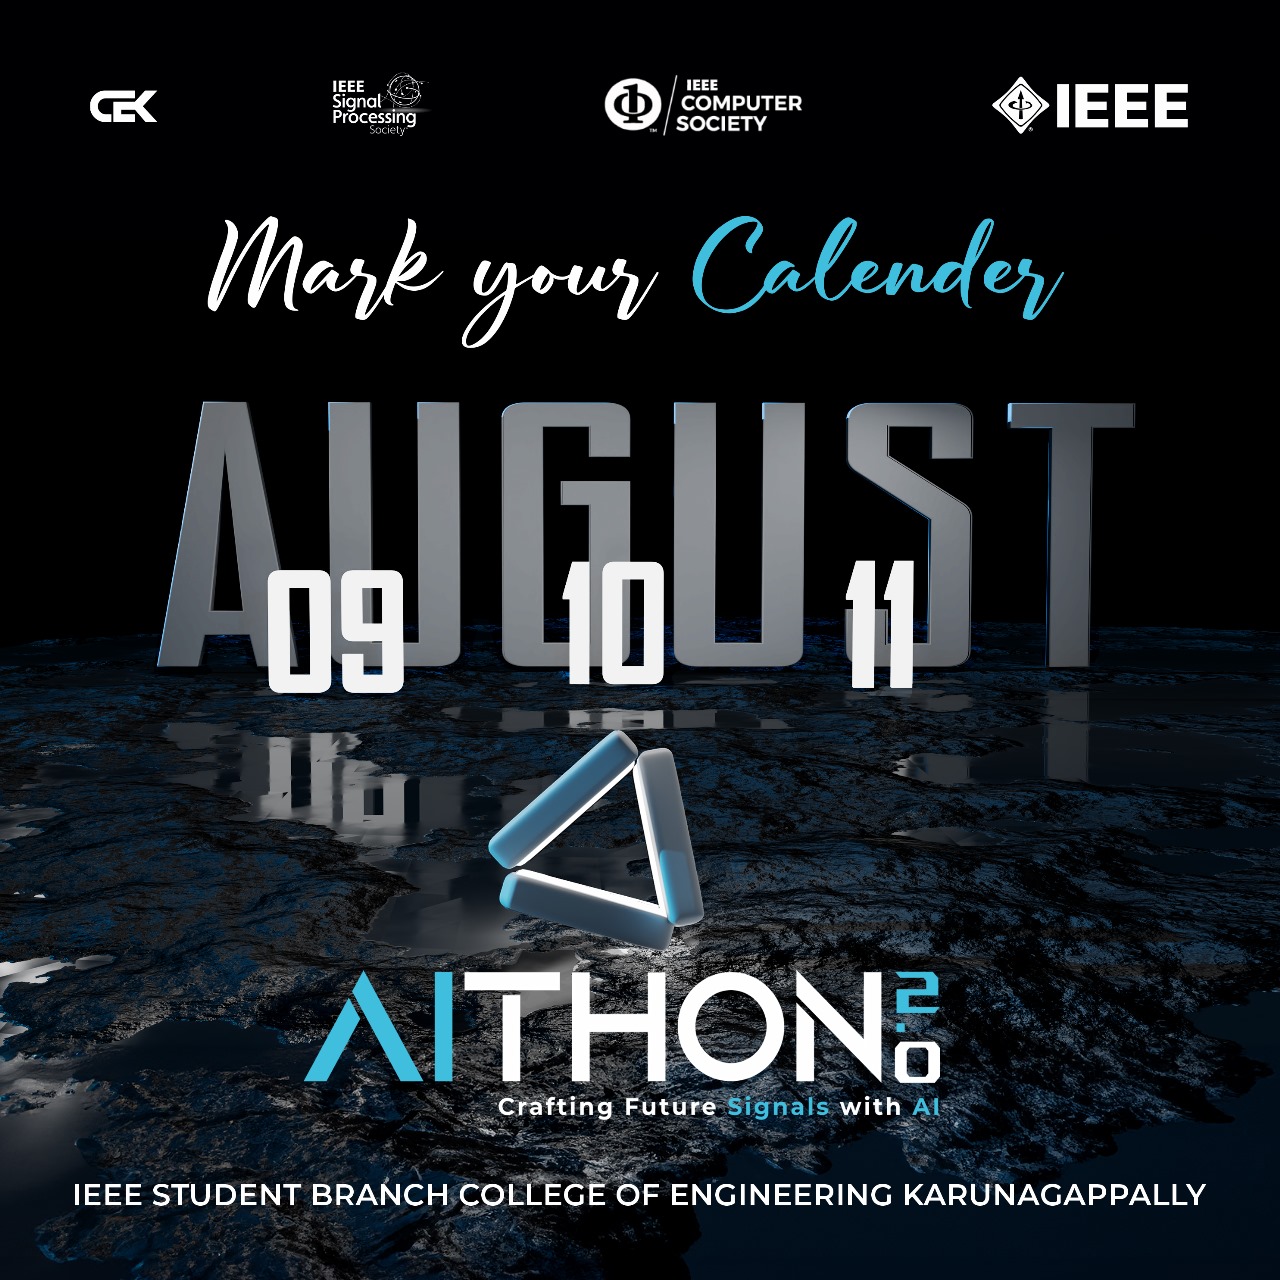 CEK
IEEE
Signal
Processing
Society
IEEE
COMPUTER
SOCIETY
TM
IEEE
Mark your Calender
AUGUST
09 10 11
AITHON 2.0
Crafting Future Signals with AI
IEEE STUDENT BRANCH COLLEGE OF ENGINEERING KARUNAGAPPALLY